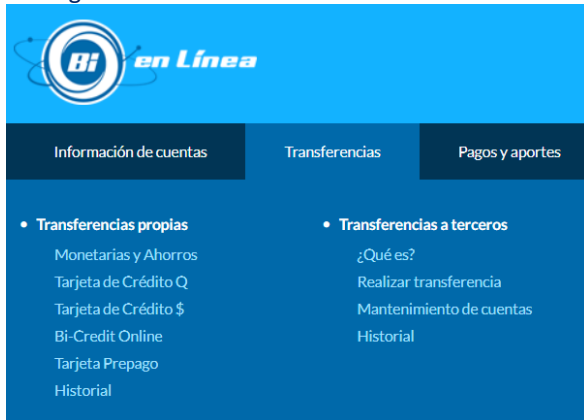 Bi en Línea
Información de cuentas
Transferencias
Pagos y aportes
• Transferencias propias
Monetarias y Ahorros
Tarjeta de Crédito Q
Tarjeta de Crédito $
Bi-Credit Online
Tarjeta Prepago
Historial
• Transferencias a terceros
¿Qué es?
Realizar transferencia
Mantenimiento de cuentas
Historial